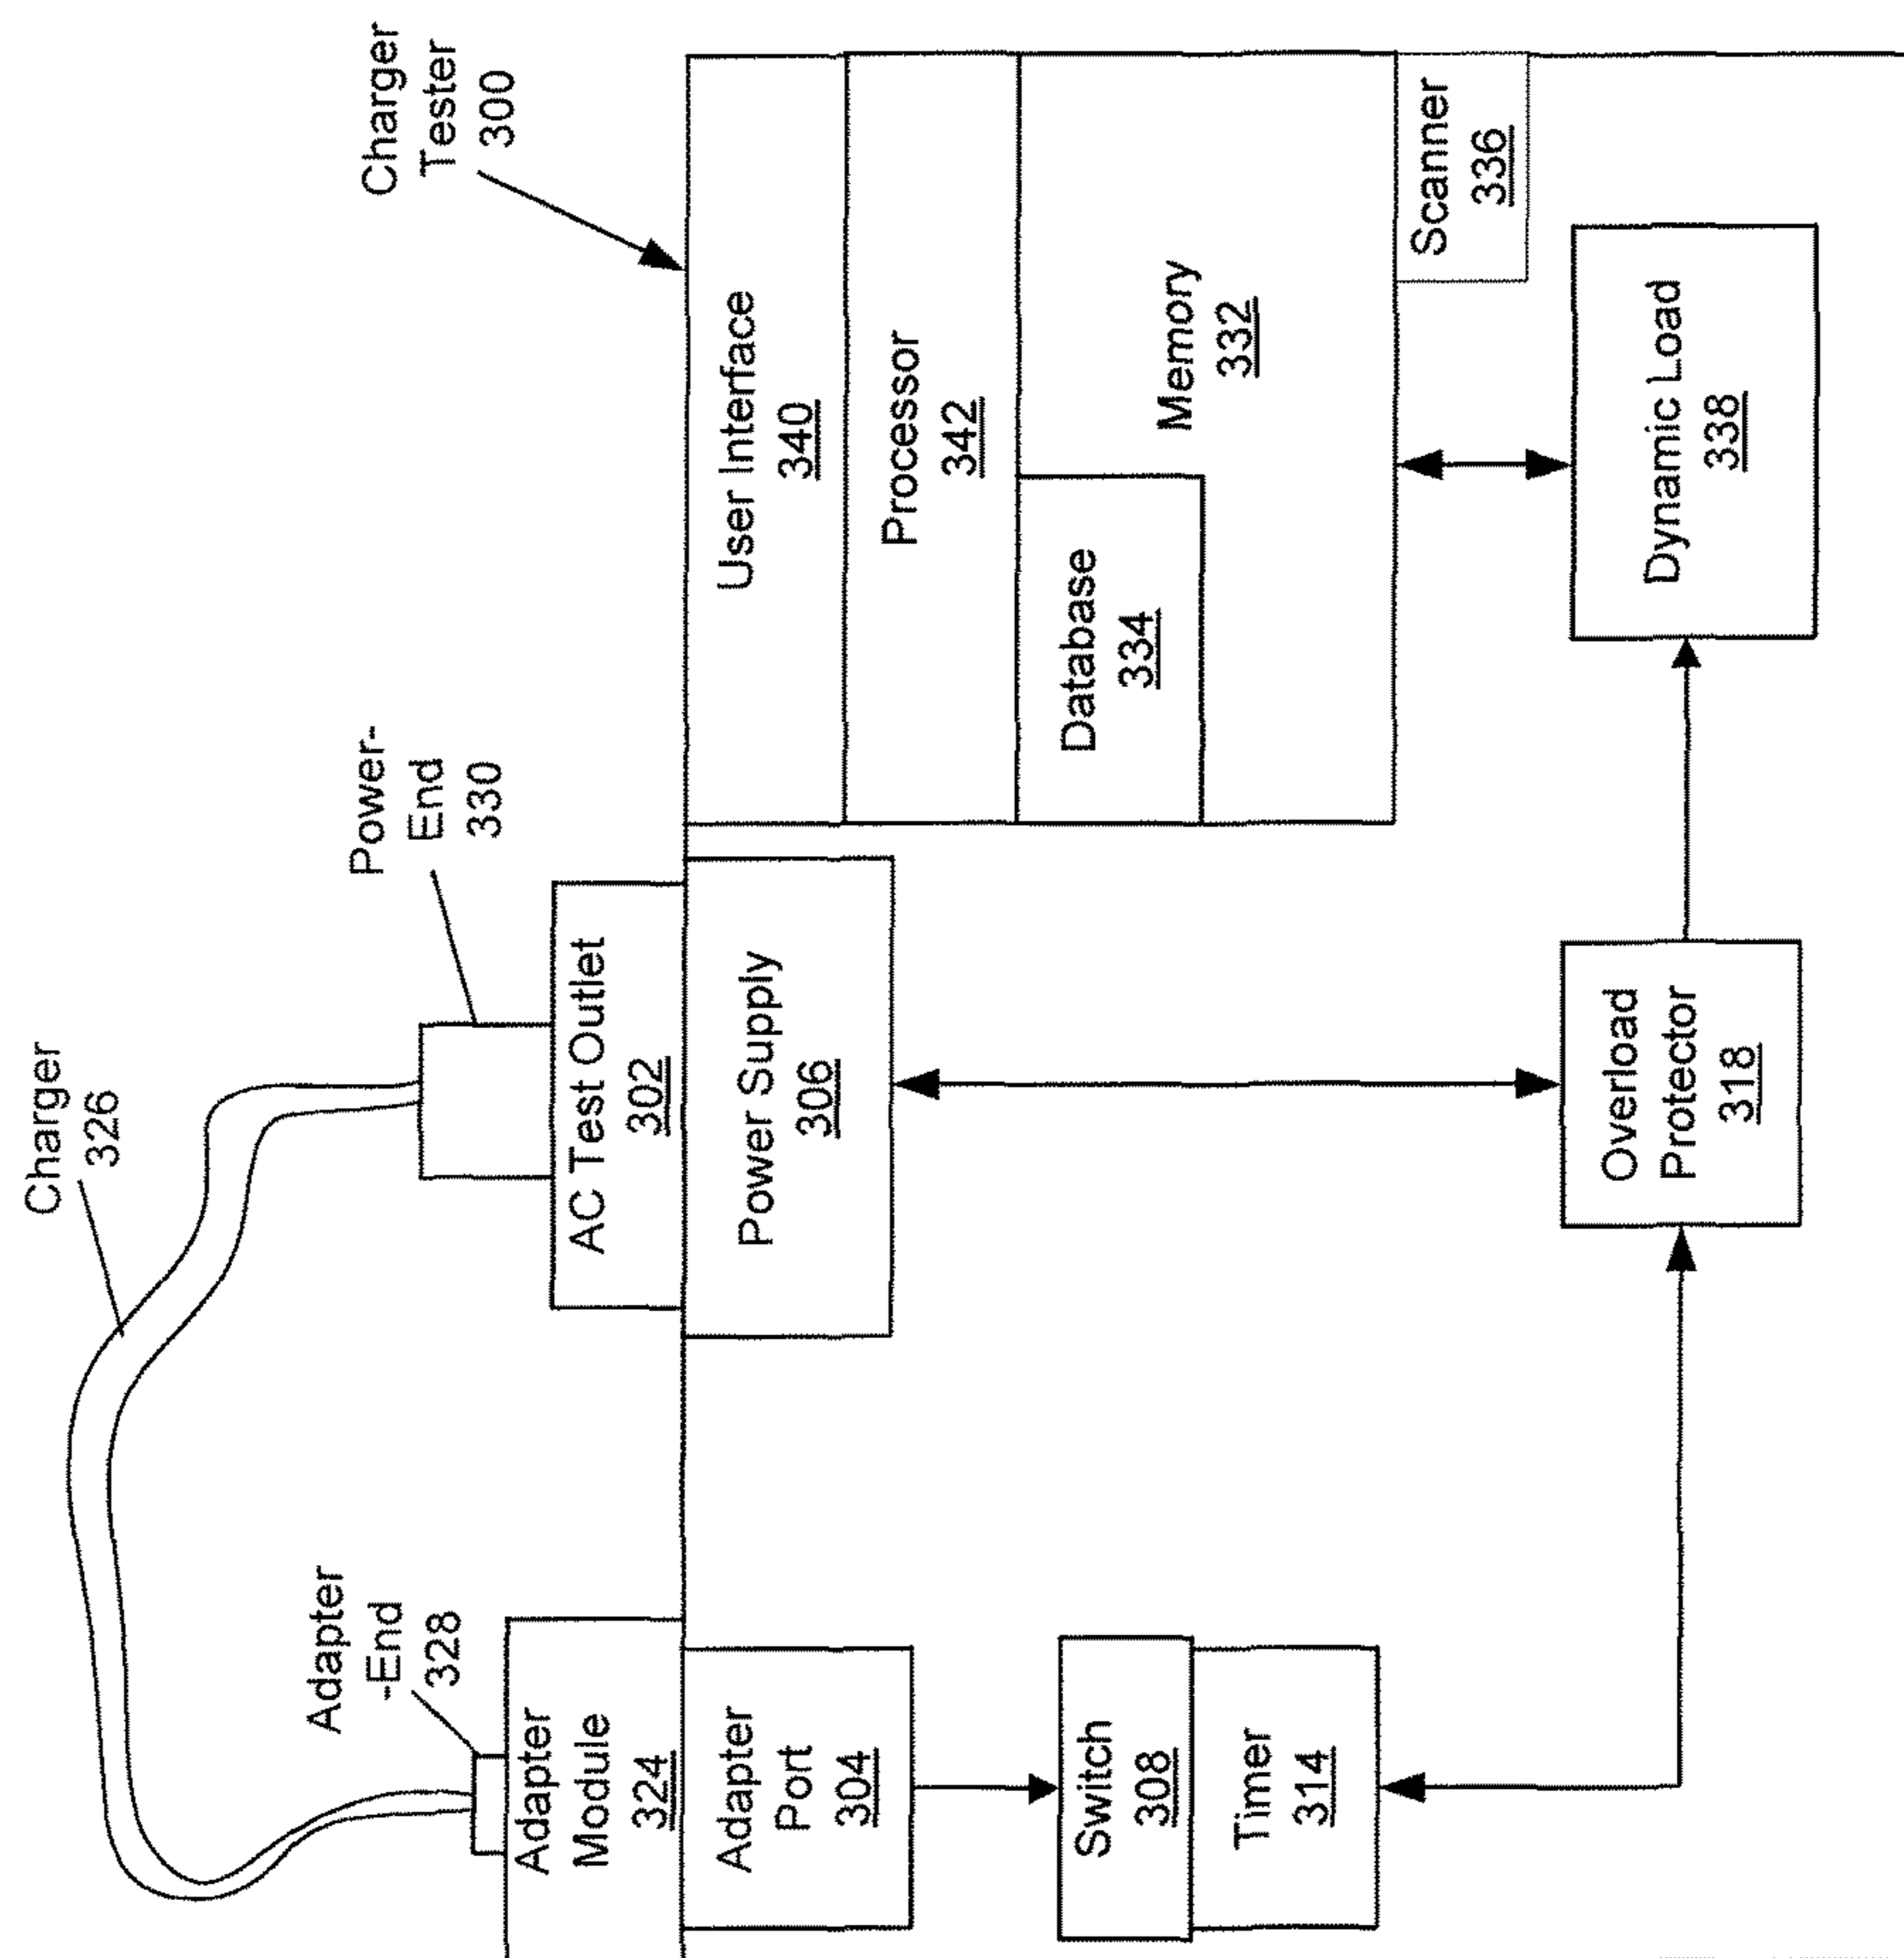 Charger
326
Charger
Tester
300
Power-
End
330
Adapter
-End
328
Adapter
Module
324
AC Test Outlet
302
User Interface
340
Adapter
Port
304
Power Supply
306
Processor
342
Switch
308
Database
334
Memory
332
Timer
314
Scanner
336
Overload
Protector
318
Dynamic Load
338